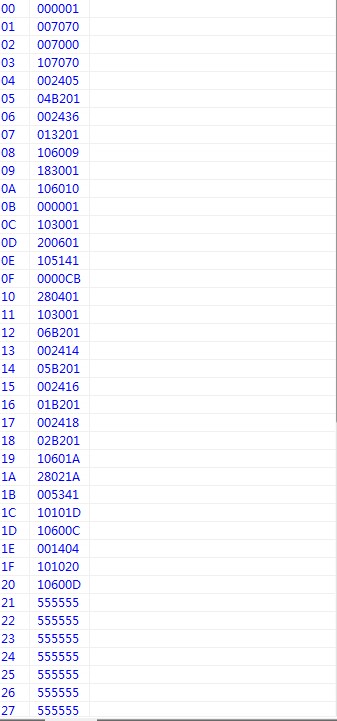 00 000001
01 007070
02 007000
03 107070
04 002405
05 04B201
06 002436
07 013201
08 106009
09 183001
0A 106010
0B 000001
0C 103001
0D 200601
0E 105141
0F 0000CB
10 280401
11 103001
12 06B201
13 002414
14 05B201
15 002416
16 01B201
17 002418
18 02B201
19 10601A
1A 28021A
1B 005341
1C 10101D
1D 10600C
1E 001404
1F 101020
20 10600D
21 555555
22 555555
23 555555
24 555555
25 555555
26 555555
27 555555